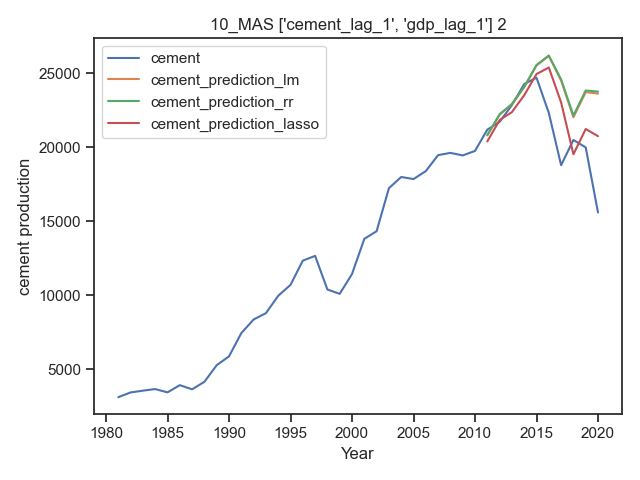 10_MAS ['cement_lag_1', 'gdp_lag_1'] 2
cement
cement_prediction_lm
cement_prediction_rr
cement_prediction_lasso
cement production
25000
20000
15000
10000
5000
1980 1985 1990 1995 2000 2005 2010 2015 2020
Year